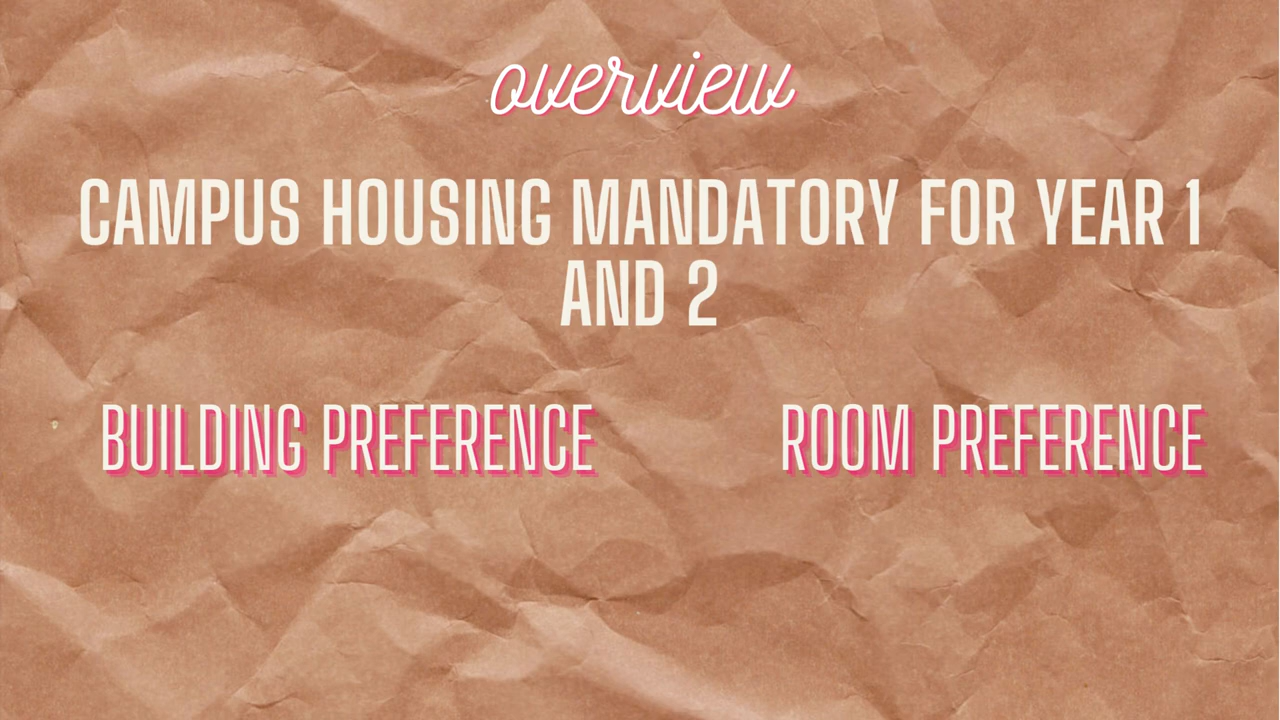 overview
CAMPUS HOUSING MANDATORY FOR YEAR 1
AND 2
BUILDING PREFERENCE
ROOM PREFERENCE